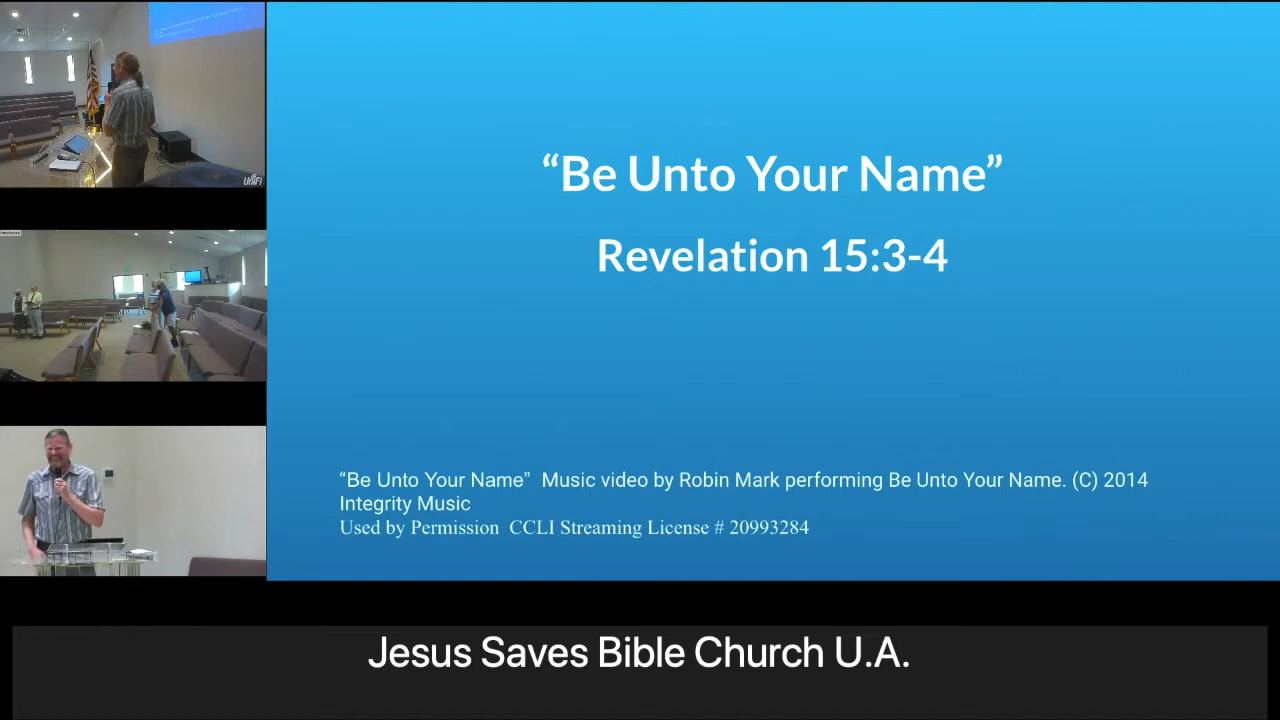 “Be Unto Your Name”
Revelation 15:3-4
“Be Unto Your Name”  Music video by Robin Mark performing Be Unto Your Name. (C) 2014
Integrity Music
Used by Permission  CCLI Streaming License # 20993284
Jesus Saves Bible Church U.A.
UniFi